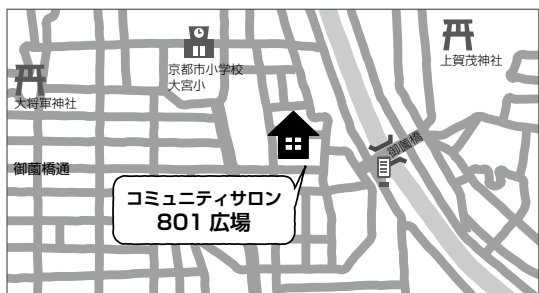 上賀茂神社
京都市小学校
大宮小
大将軍神社
御薗橋
御薗橋通
コミュニティサロン
801 広場